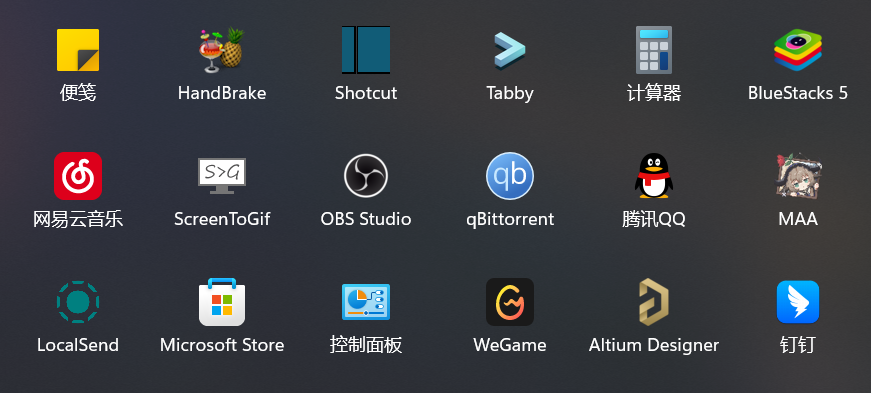 便笺
HandBrake
Shotcut
Tabby
计算器
BlueStacks 5
S>G
qb
网易云音乐
ScreenToGif
OBS Studio
qBittorrent
腾讯QQ
MAA
LocalSend
Microsoft Store
控制面板
WeGame
Altium Designer
钉钉